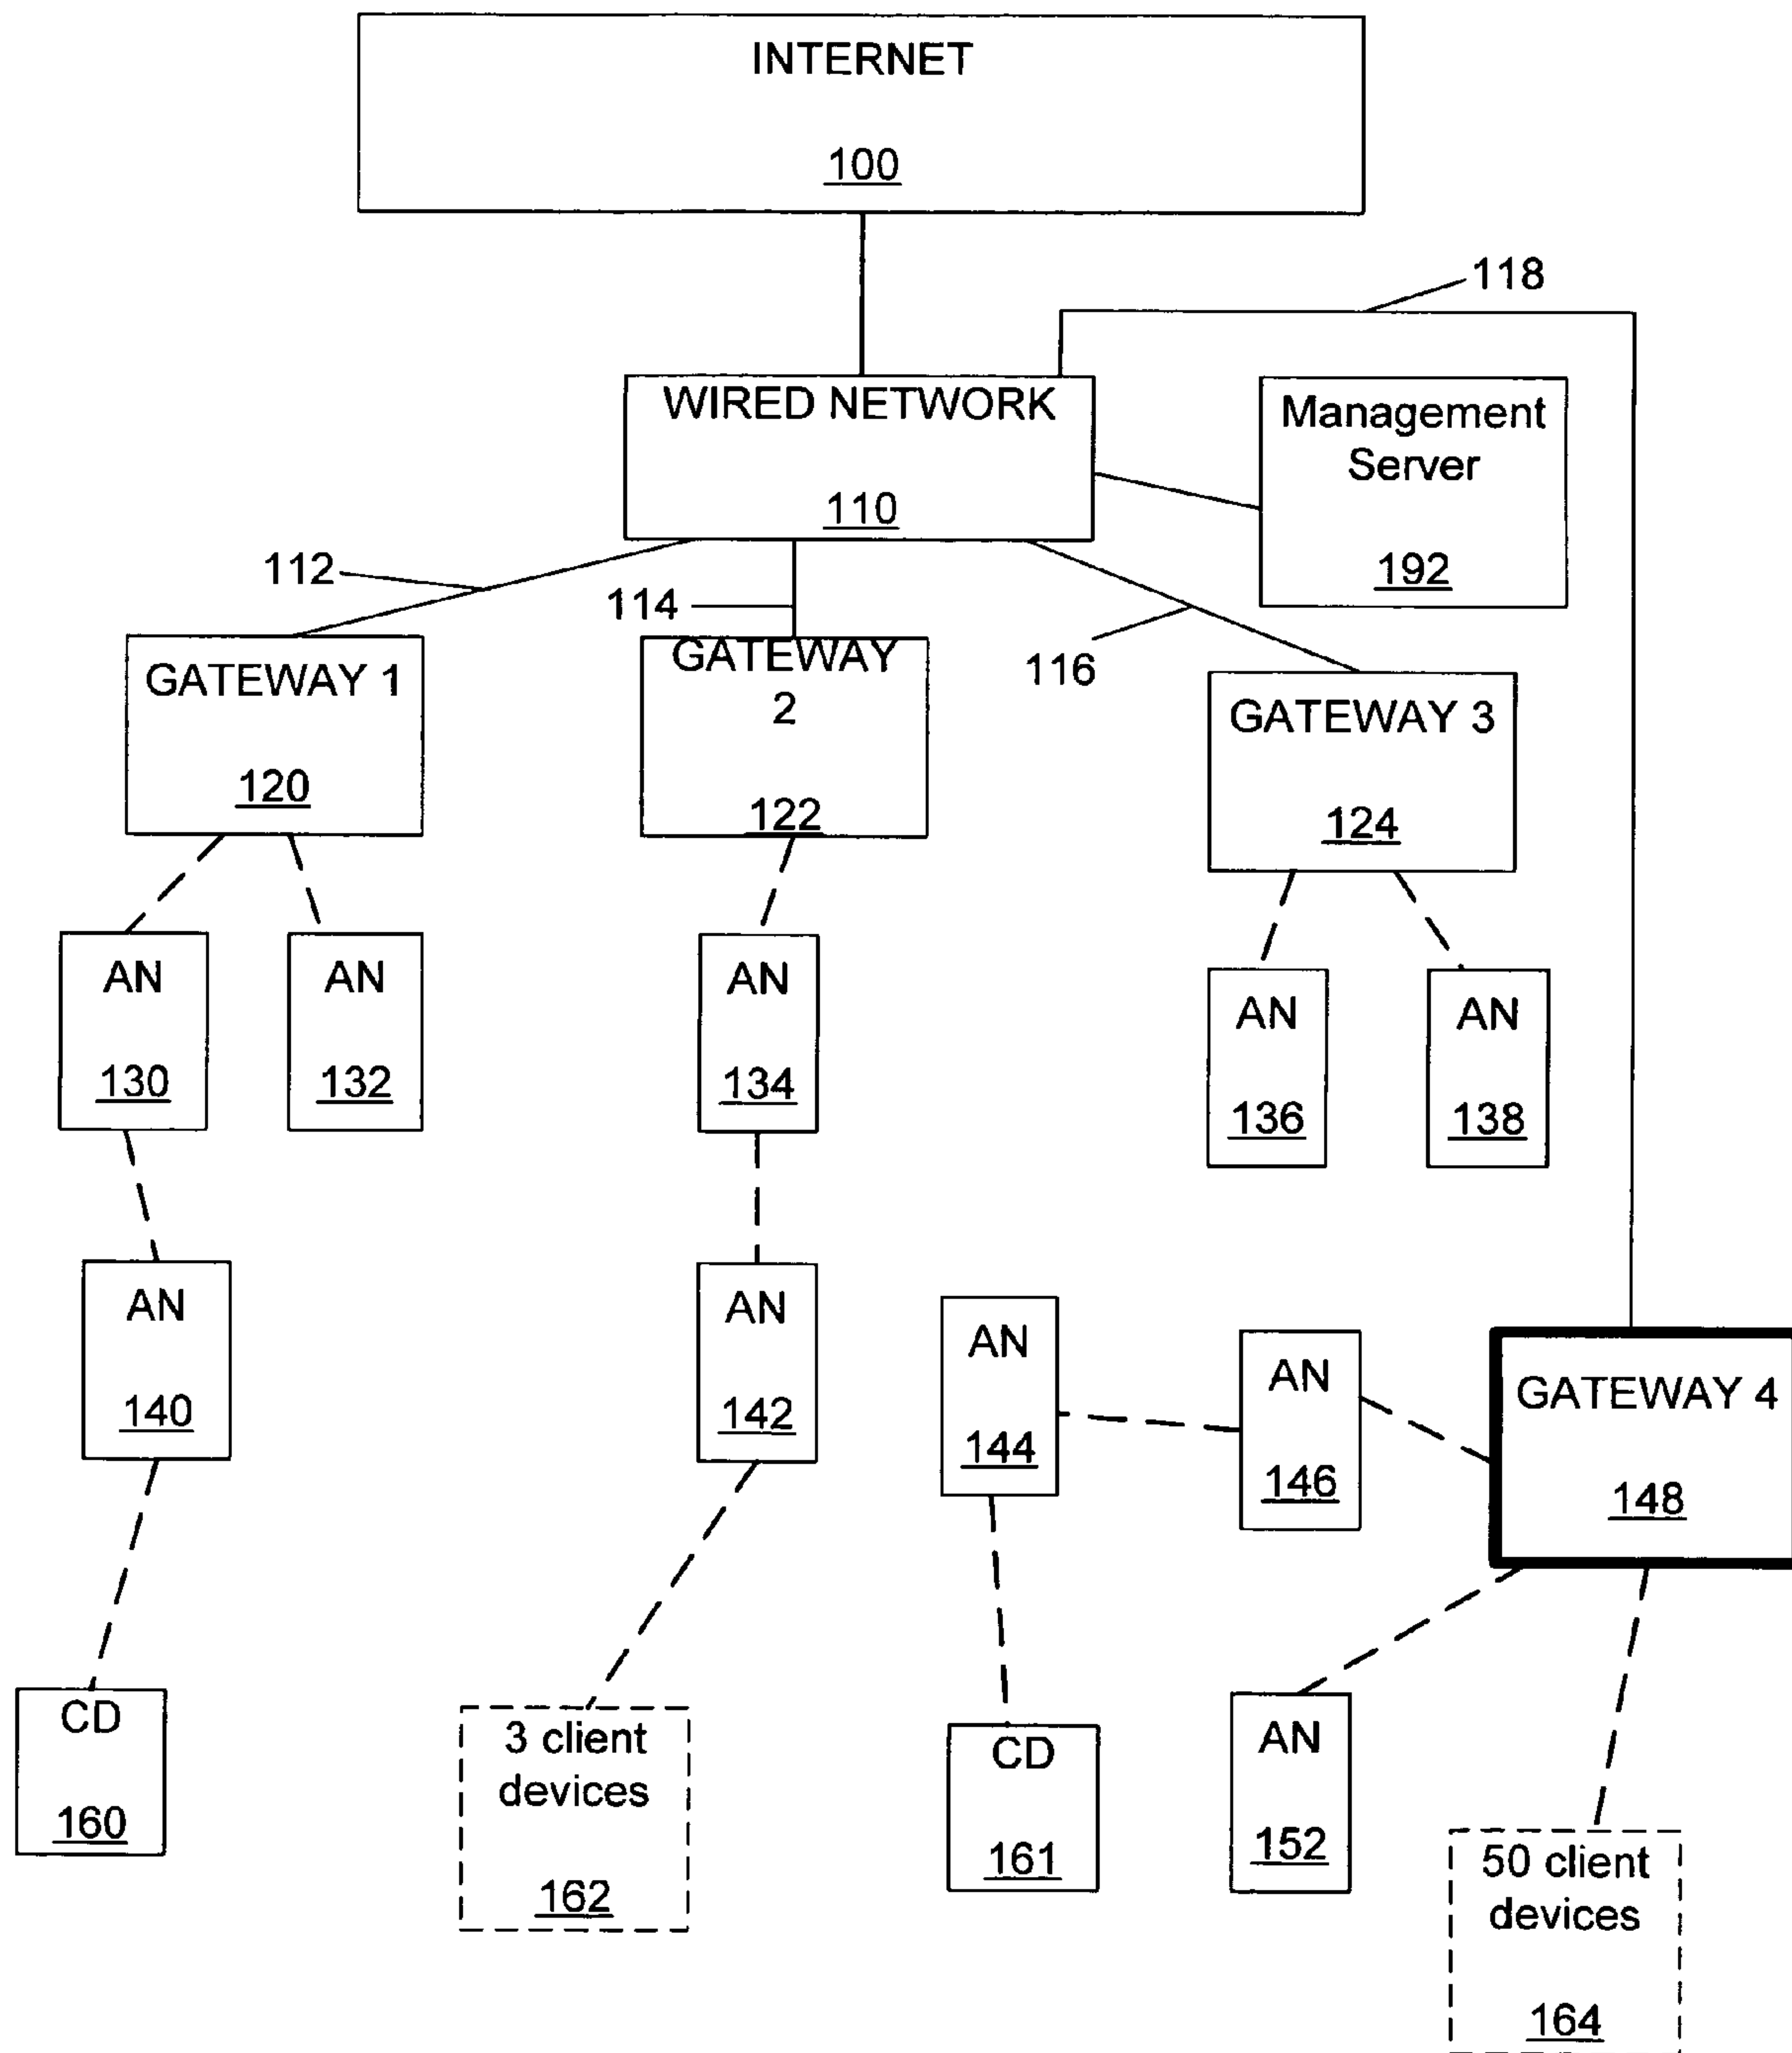 INTERNET
100
118
WIRED NETWORK
110
Management
Server
192
112
114
116
GATEWAY 1
120
GATEWAY
2
122
GATEWAY 3
124
AN
130
AN
132
AN
134
AN
136
AN
138
AN
140
AN
142
AN
144
AN
146
GATEWAY 4
148
CD
160
3 client
devices
162
CD
161
AN
152
50 client
devices
164